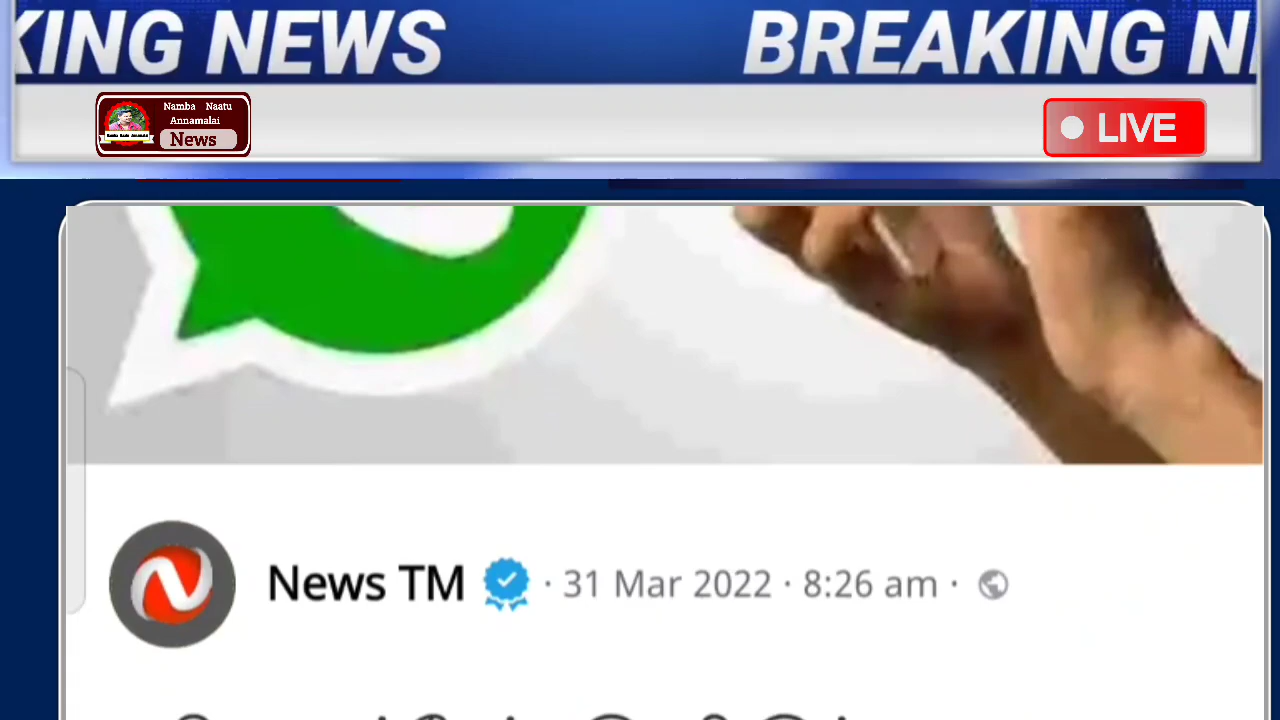 KING NEWS
BREAKING N
Namba Naatu
Annamalai
News
LIVE
News TM · 31 Mar 2022 · 8:26 am ·